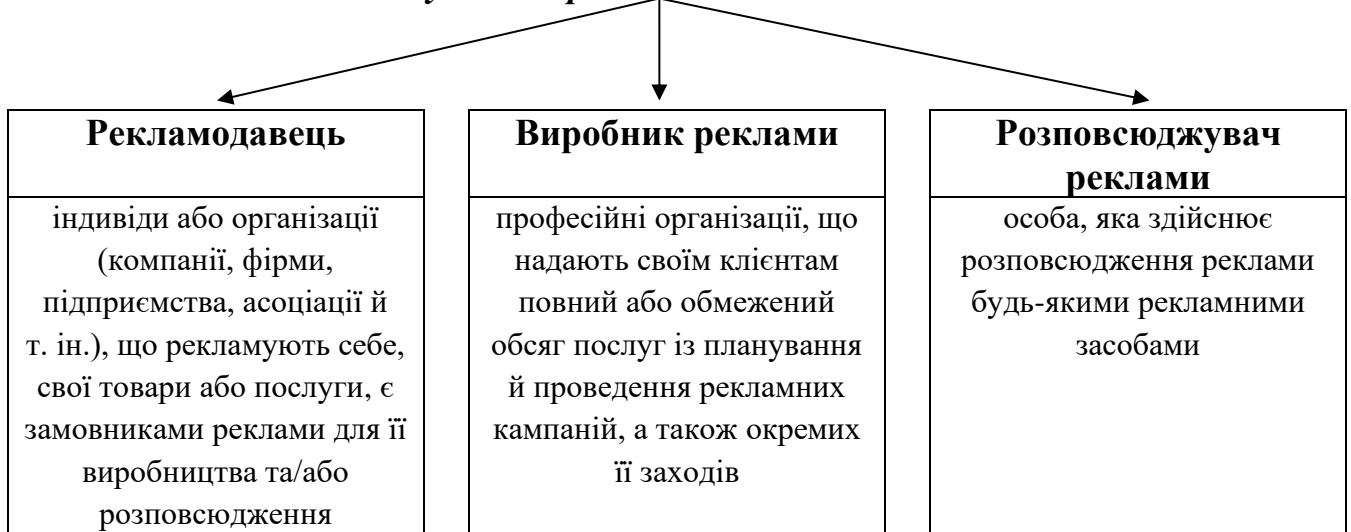 Рекламодавець
індивіди або організації
(компанії, фірми,
підприємства, асоціації й
т. ін.), що рекламують себе,
свої товари або послуги, є
замовниками реклами для її
виробництва та/або
розповсюдження
Виробник реклами
професійні організації, що
надають своїм клієнтам
повний або обмежений
обсяг послуг із планування
й проведення рекламних
кампаній, а також окремих
її заходів
Розповсюджувач
реклами
особа, яка здійснює
розповсюдження реклами
будь-якими рекламними
засобами